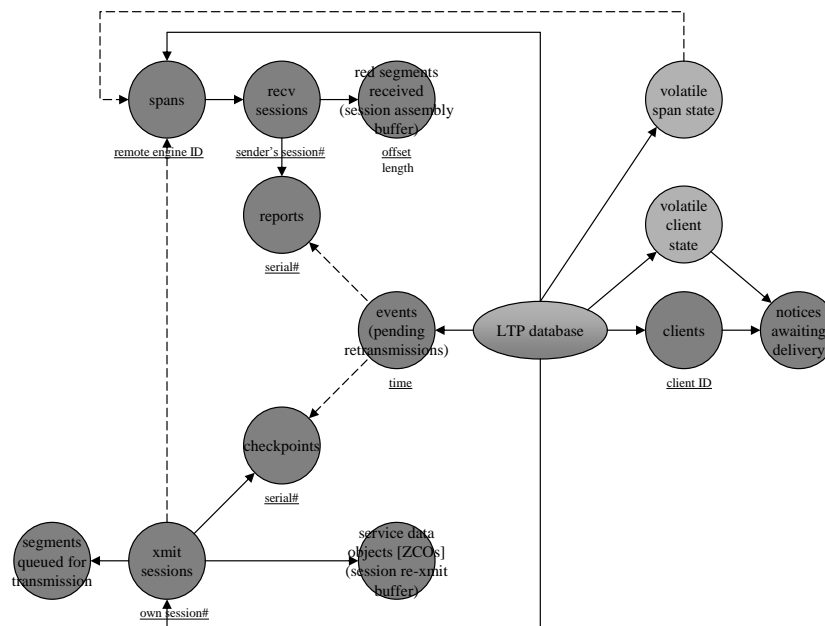 spans
remote engine ID
recv
sessions
sender's session#
red segments
received
(session assembly
buffer)
offset
length
volatile
span state
reports
serial#
volatile
client
state
events
(pending
retransmissions)
time
LTP database
clients
client ID
notices
awaiting
delivery
checkpoints
serial#
segments
queued for
transmission
xmit
sessions
own session#
service data
objects [ZCOs]
(session re-xmit
buffer)